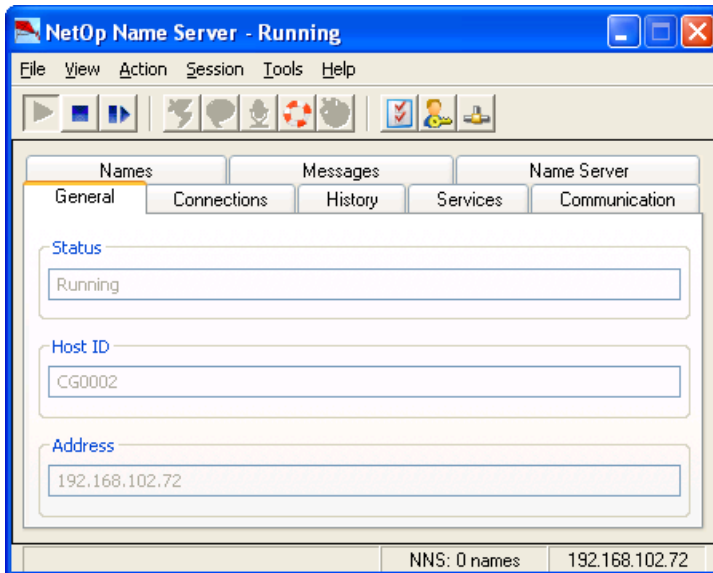 NetOp Name Server - Running
File View Action Session Tools Help
Names Messages Name Server
General Connections History Services Communication
Status
Running
Host ID
CG0002
Address
192.168.102.72
NNS: 0 names 192.168.102.72